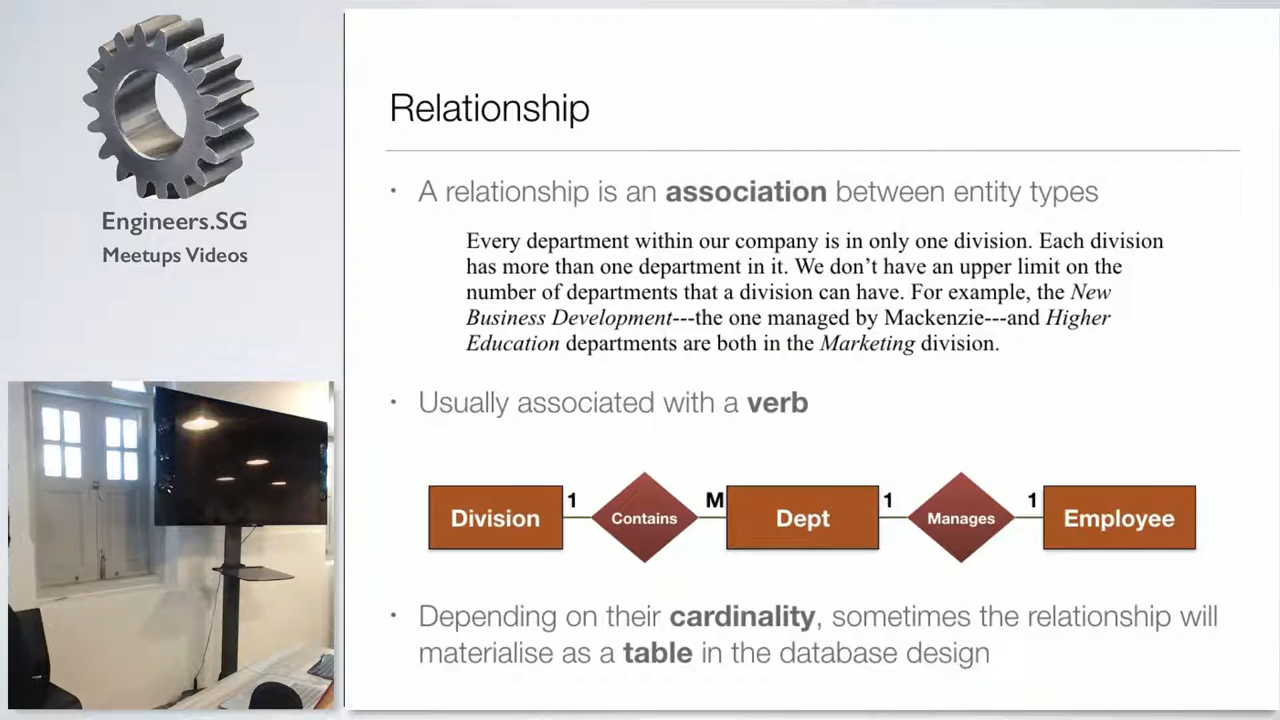 Engineers.SG
Meetups Videos
Relationship
• A relationship is an association between entity types
Every department within our company is in only one division. Each division
has more than one department in it. We don't have an upper limit on the
number of departments that a division can have. For example, the New
Business Development---the one managed by Mackenzie---and Higher
Education departments are both in the Marketing division.
• Usually associated with a verb
Division 1 Contains M Dept 1 Manages 1 Employee
• Depending on their cardinality, sometimes the relationship will
materialise as a table in the database design